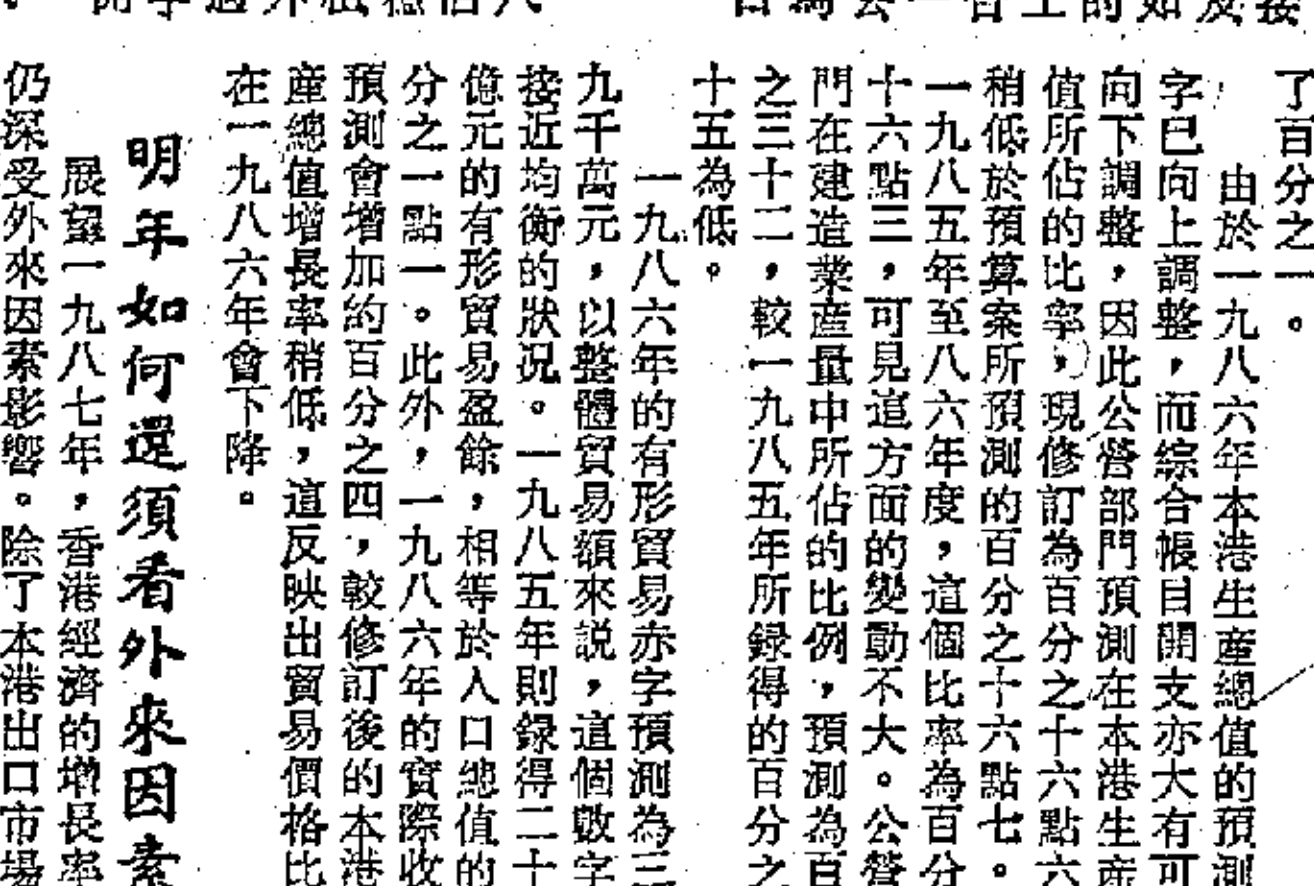 了百分之一。
由於一九八六年本港生產總值的預測
字已向上調整，而綜合帳目開支亦大有可
向下調整，因此公營部門預測在本港生產
值所佔的比率，現修訂為百分之十六點六
稍低於預算案所預測的百分之十六點七。
一九八五年至八六年度，這個比率為百分
十六點三，可見這方面的變動不大。公營
門在建造業產量中所佔的比例，預測為百
之三十二，較一九八五年所錄得的百分之
十五為低。
一九八六年的有形貿易赤字預測為三
九千萬元，以整體貿易額來説，這個數字
接近均衡的狀況。一九八五年則錄得二十
億元的有形貿易盈餘，相等於入口總值的
分之一點一。此外，一九八六年的實際收
預測會增加約百分之四，較修訂後的本港
產總值增長率稍低，這反映出貿易價格比
在一九八六年會下降。
明年如何還須看外來因素
展望一九八七年，香港經濟的增長率
仍深受外來因素影響。除了本港出口市場